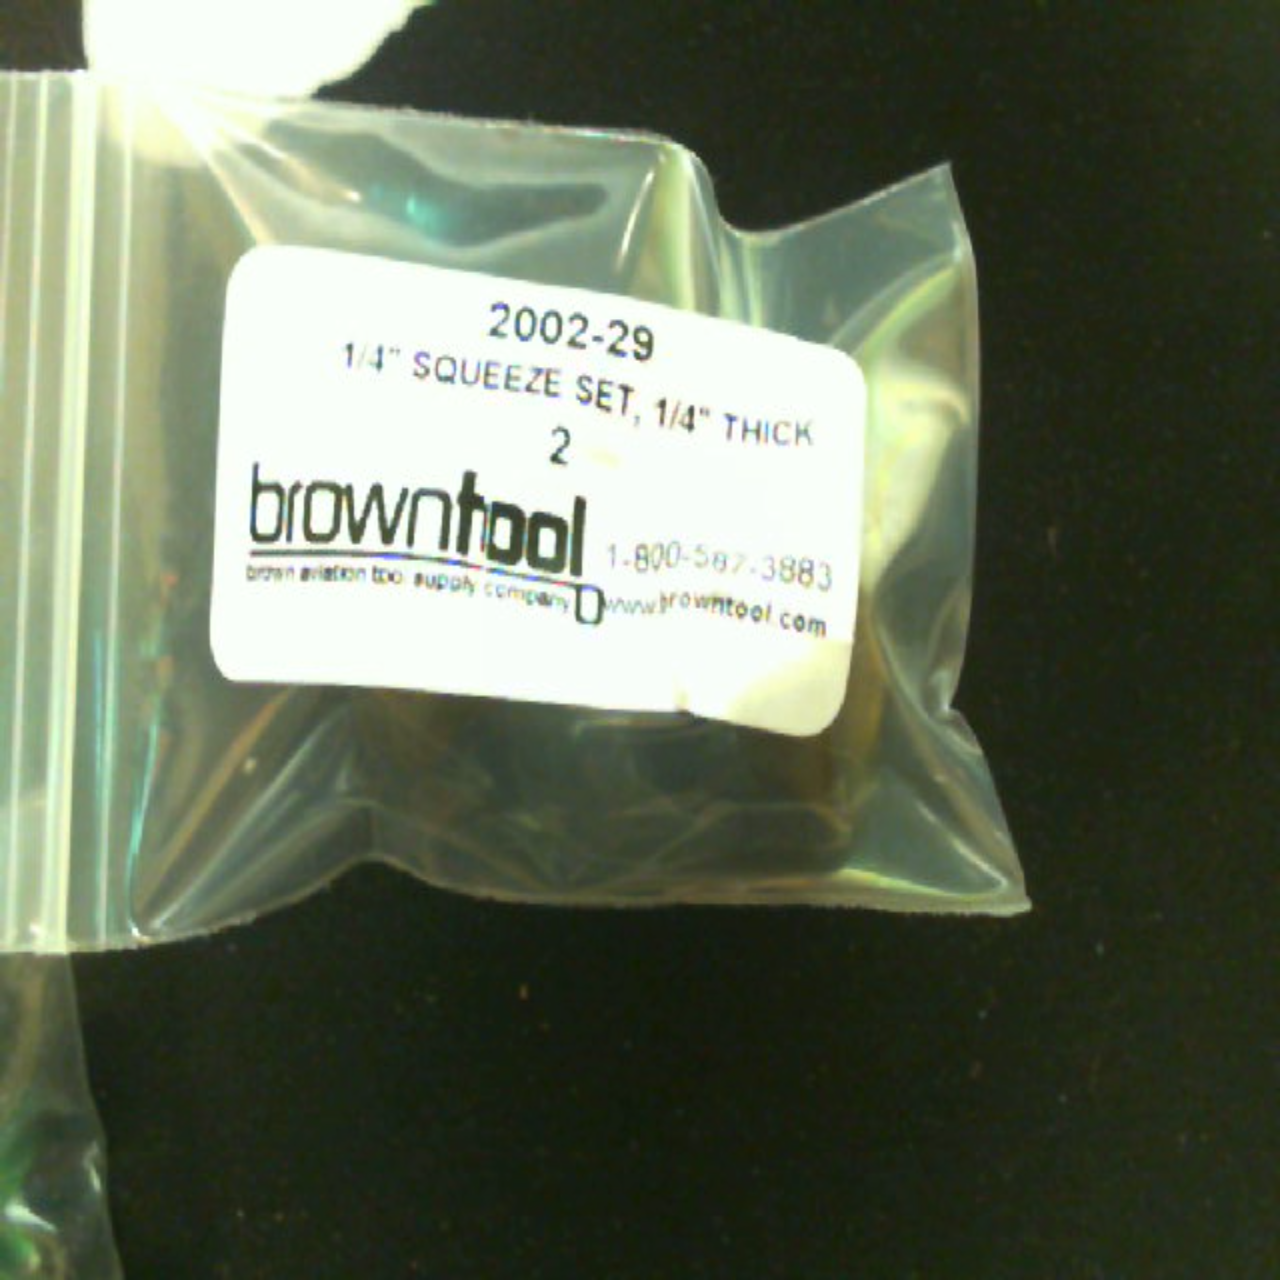 2002-29
1/4" SQUEEZE SET, 1/4" THICK
2
browntool
1-800-587-3883
brown aviation tool supply company
www.browntool.com